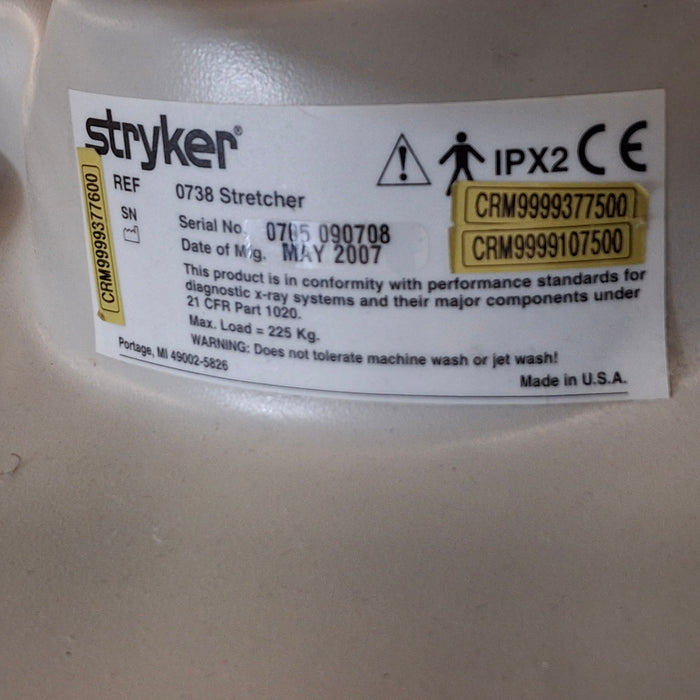 stryker®
IPX2 CE
REF 0738 Stretcher
CRM9999377600
CRM9999377500
SN Serial No. 0705 090708
CRM9999107500
Date of Mfg. MAY 2007
This product is in conformity with performance standards for
diagnostic x-ray systems and their major components under
21 CFR Part 1020.
Max. Load = 225 Kg.
WARNING: Does not tolerate machine wash or jet wash!
Portage, MI 49002-5826
Made in U.S.A.